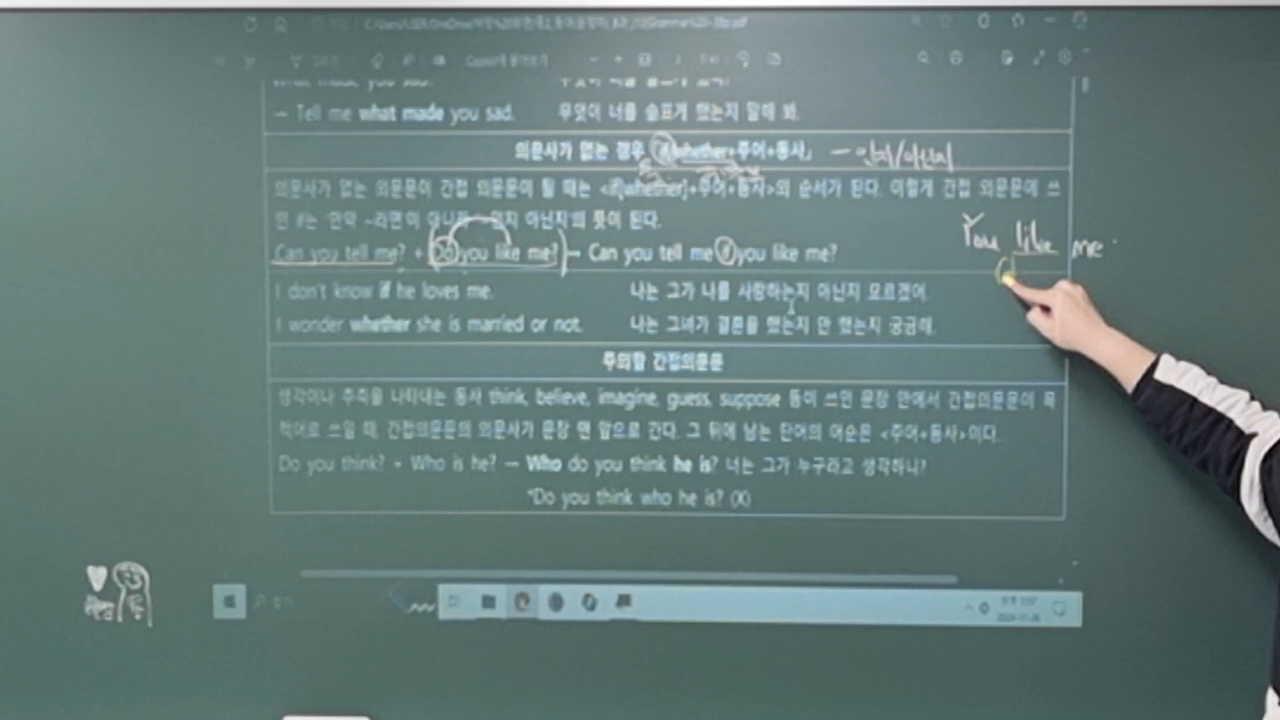 - Tell me what made you sad. 무엇이 너를 슬프게 했는지 말해 봐.
의문사가 없는 경우 「if[whether]+주어+동사」 - 인지/아닌지
의문사가 없는 의문문이 간접 의문문이 될 때는 <if[whether]+주어+동사>의 순서가 된다. 이렇게 간접 의문문에 쓰
인 if는 '만약 ~라면'이 아니라 인지 아닌지'의 뜻이 된다.
You like me
Can you tell me? + Do you like me? - Can you tell me if you like me?
I don't know if he loves me. 나는 그가 나를 사랑하는지 아닌지 모르겠어.
I wonder whether she is married or not. 나는 그녀가 결혼을 했는지 안 했는지 궁금해.
주의할 간접의문문
생각이나 추측을 나타내는 동사 think, believe, imagine, guess, suppose 등이 쓰인 문장 안에서 간접의문문이 목
적어로 쓰일 때, 간접의문문의 의문사가 문장 맨 앞으로 간다. 그 뒤에 남는 단어의 어순은 <주어+동사>이다.
Do you think? + Who is he? - Who do you think he is? 너는 그가 누구라고 생각하니?
*Do you think who he is? (X)